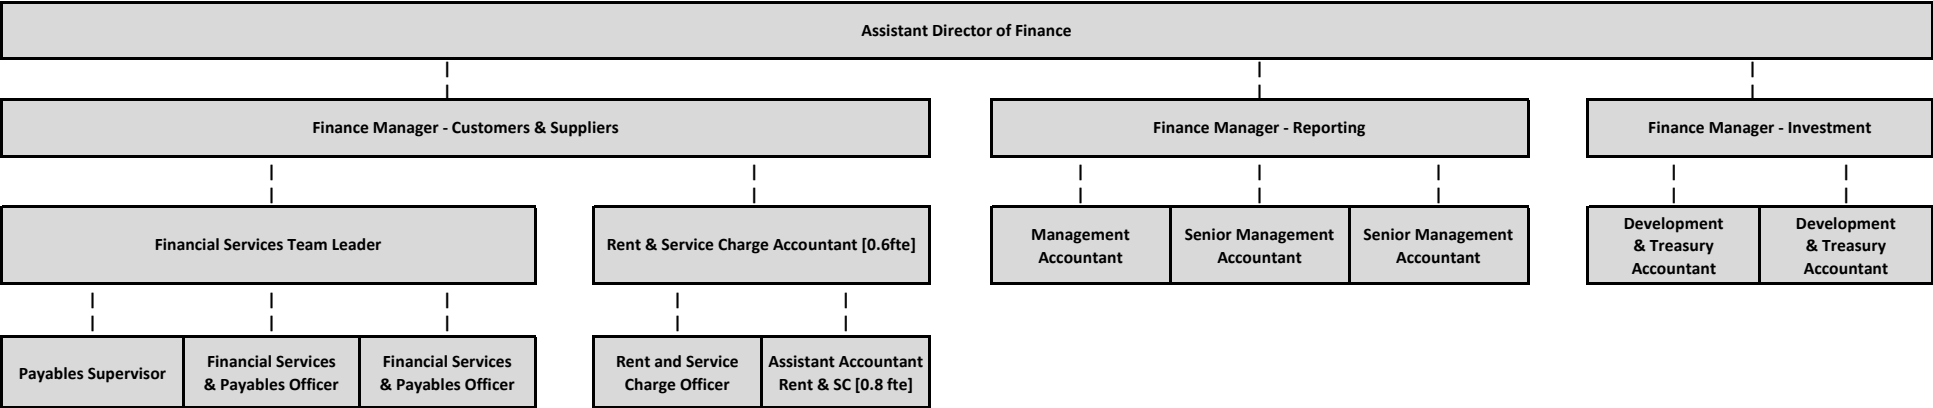 Assistant Director of Finance
Finance Manager - Customers & Suppliers
Finance Manager - Reporting
Finance Manager - Investment
Financial Services Team Leader
Rent & Service Charge Accountant [0.6fte]
Management
Accountant
Senior Management
Accountant
Senior Management
Accountant
Development
& Treasury
Accountant
Development
& Treasury
Accountant
Payables Supervisor
Financial Services
& Payables Officer
Financial Services
& Payables Officer
Rent and Service
Charge Officer
Assistant Accountant
Rent & SC [0.8 fte]